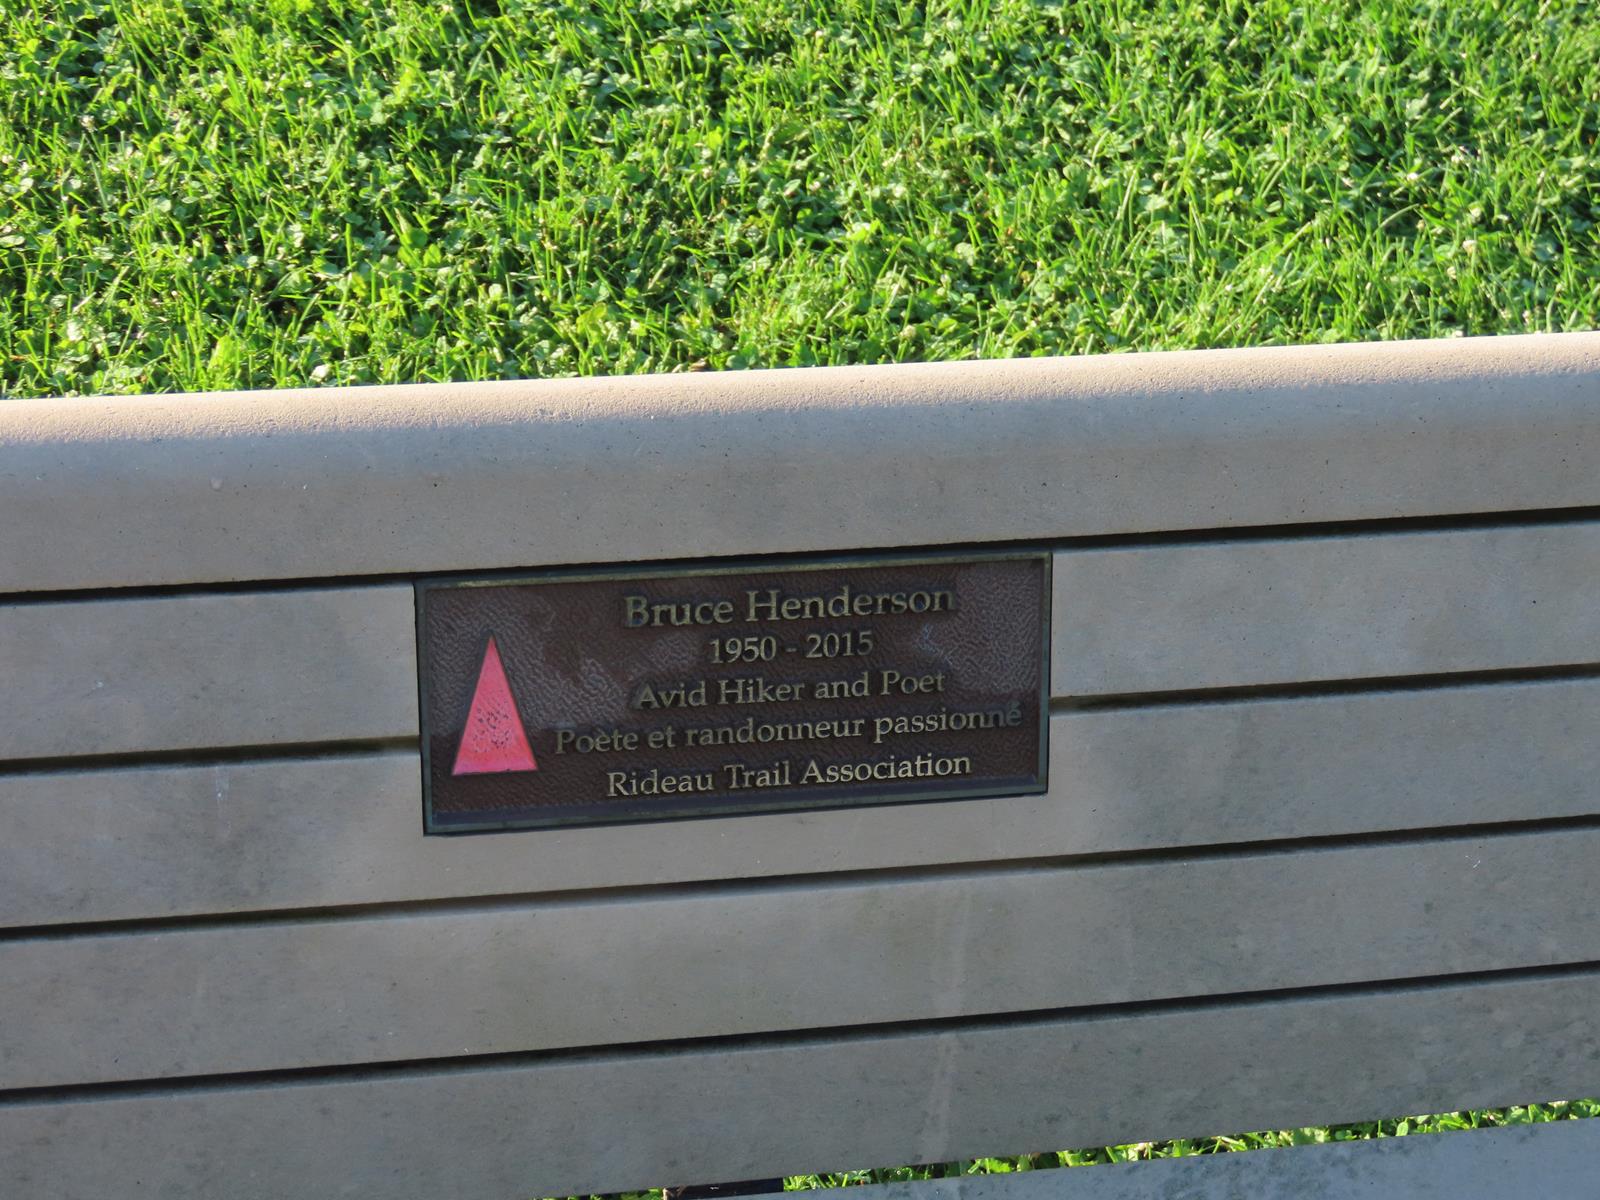 Bruce Henderson
1950 - 2015
Avid Hiker and Poet
Poète et randonneur passionné
Rideau Trail Association